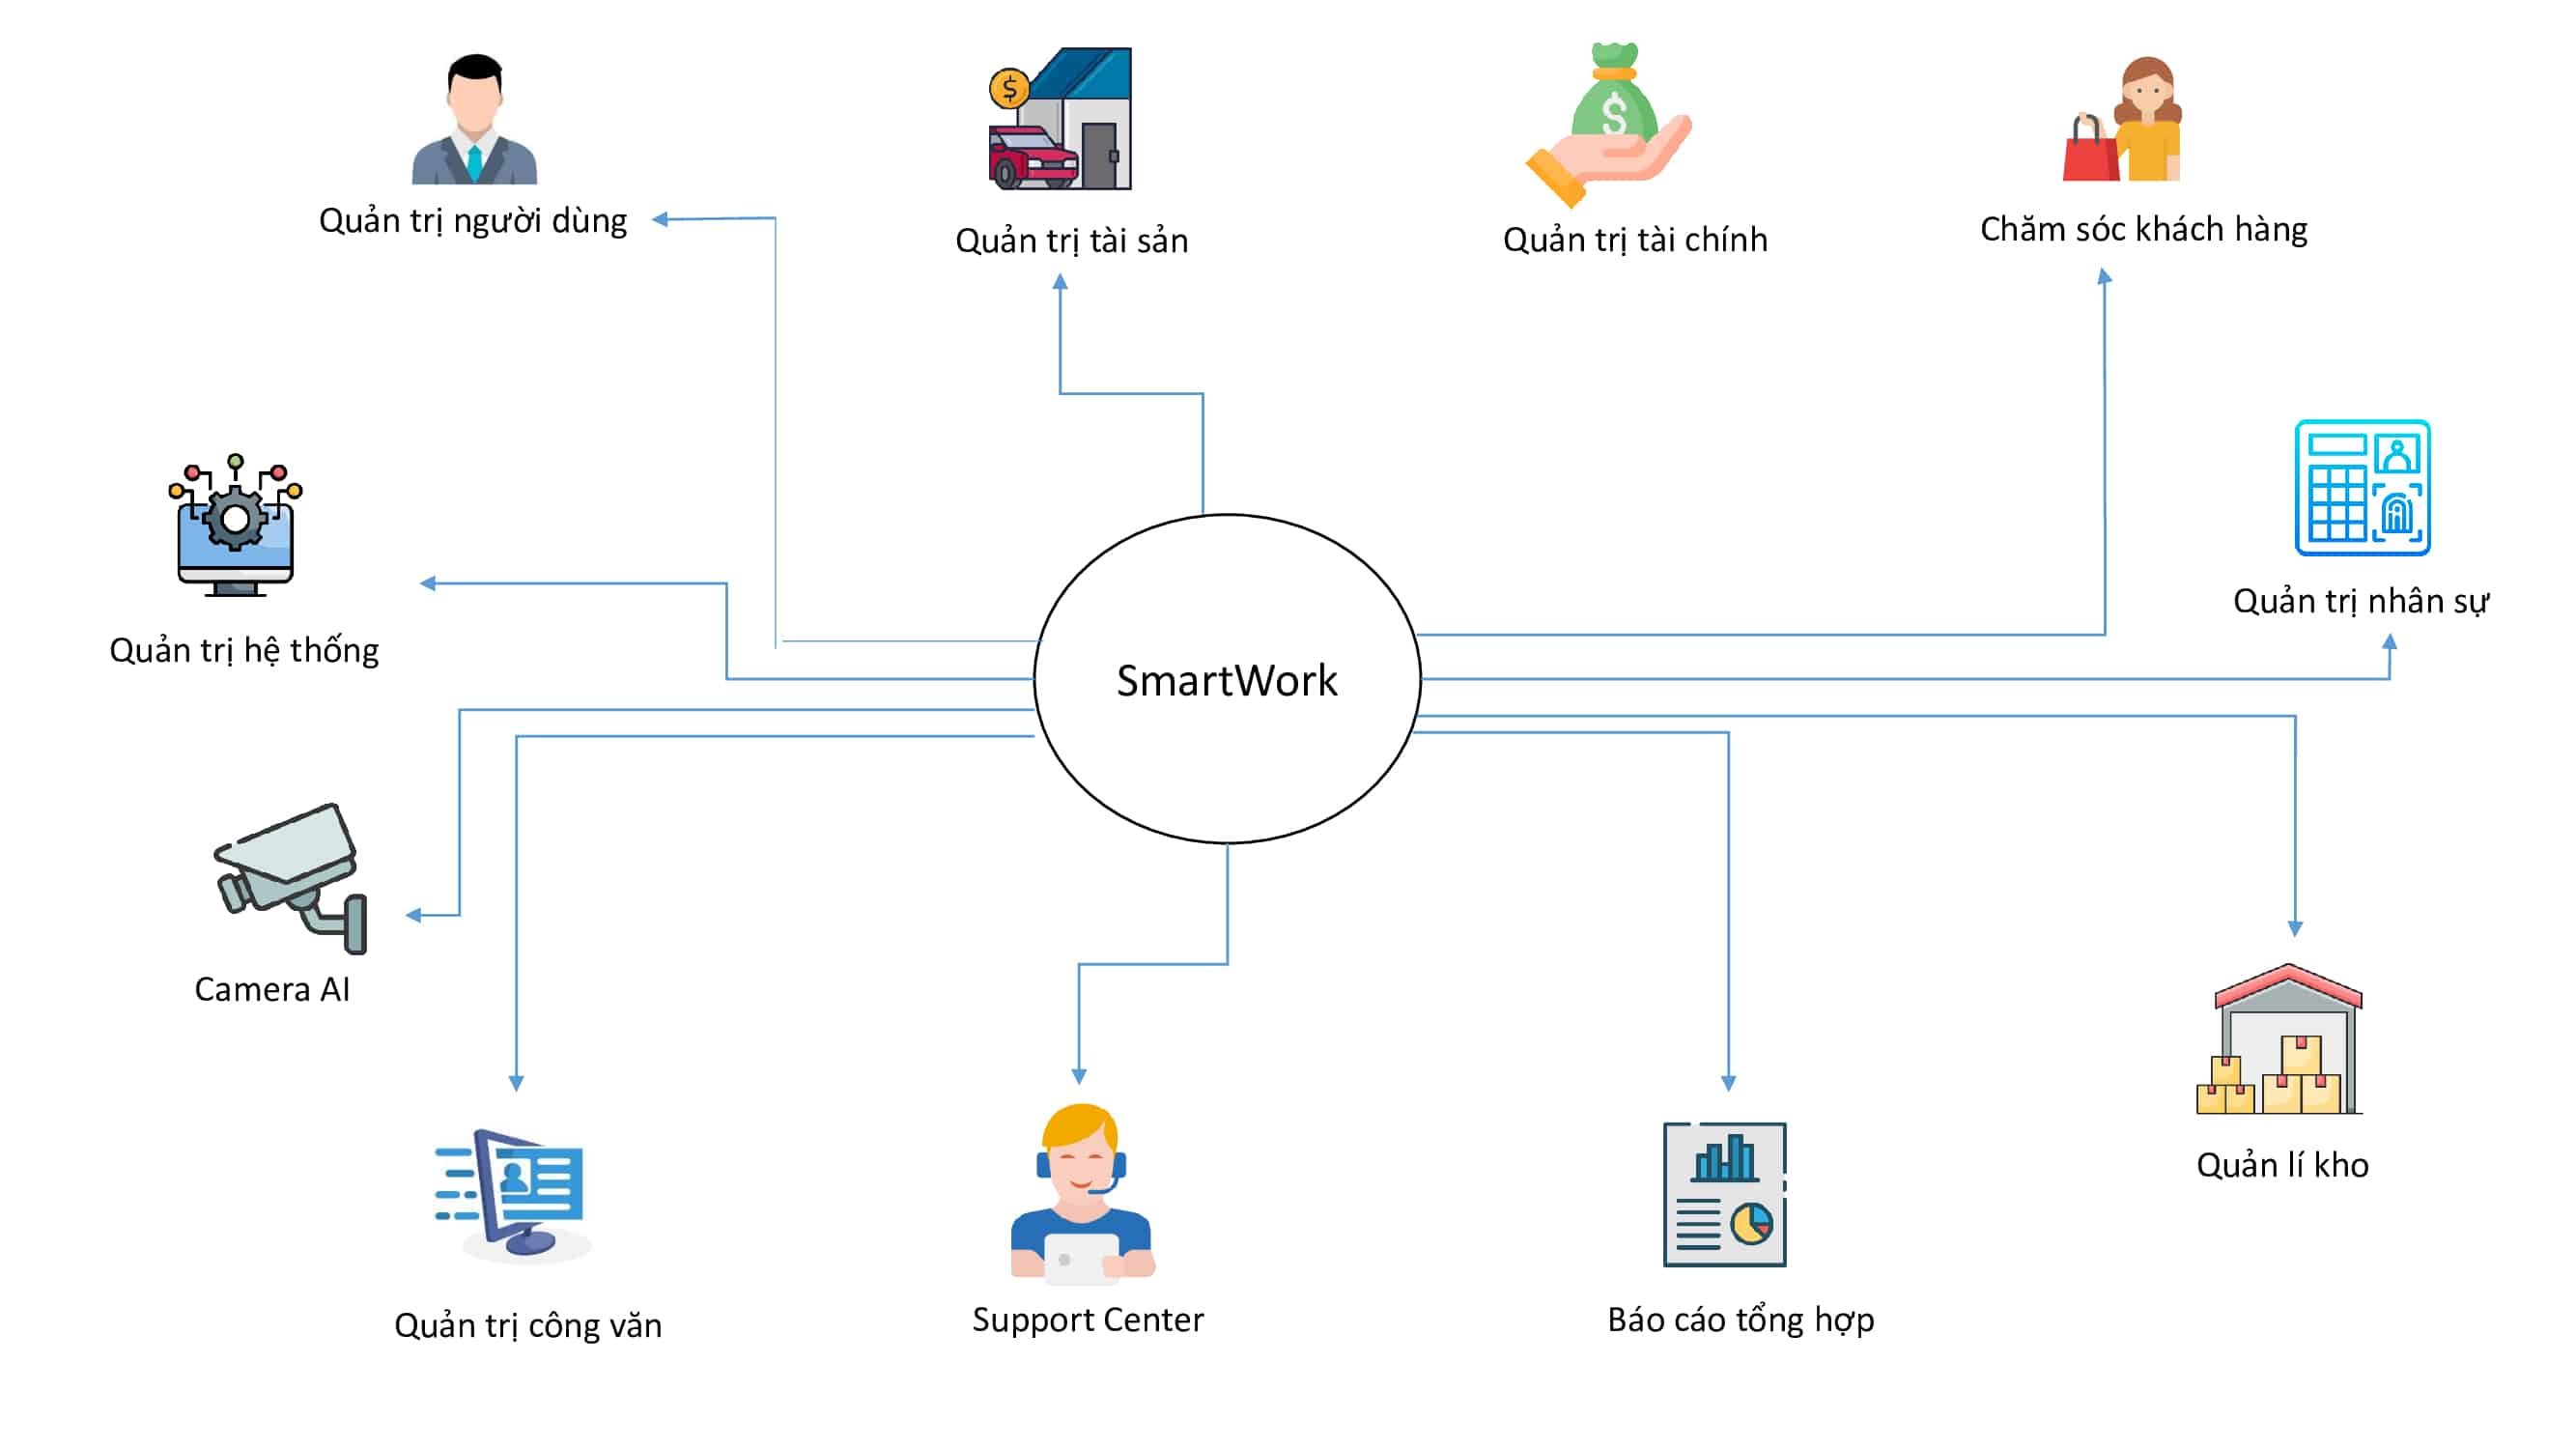 Quản trị người dùng
Quản trị tài sản
Quản trị tài chính
Chăm sóc khách hàng
Quản trị hệ thống
Quản trị nhân sự
SmartWork
Camera AI
Quản lí kho
Quản trị công văn
Support Center
Báo cáo tổng hợp